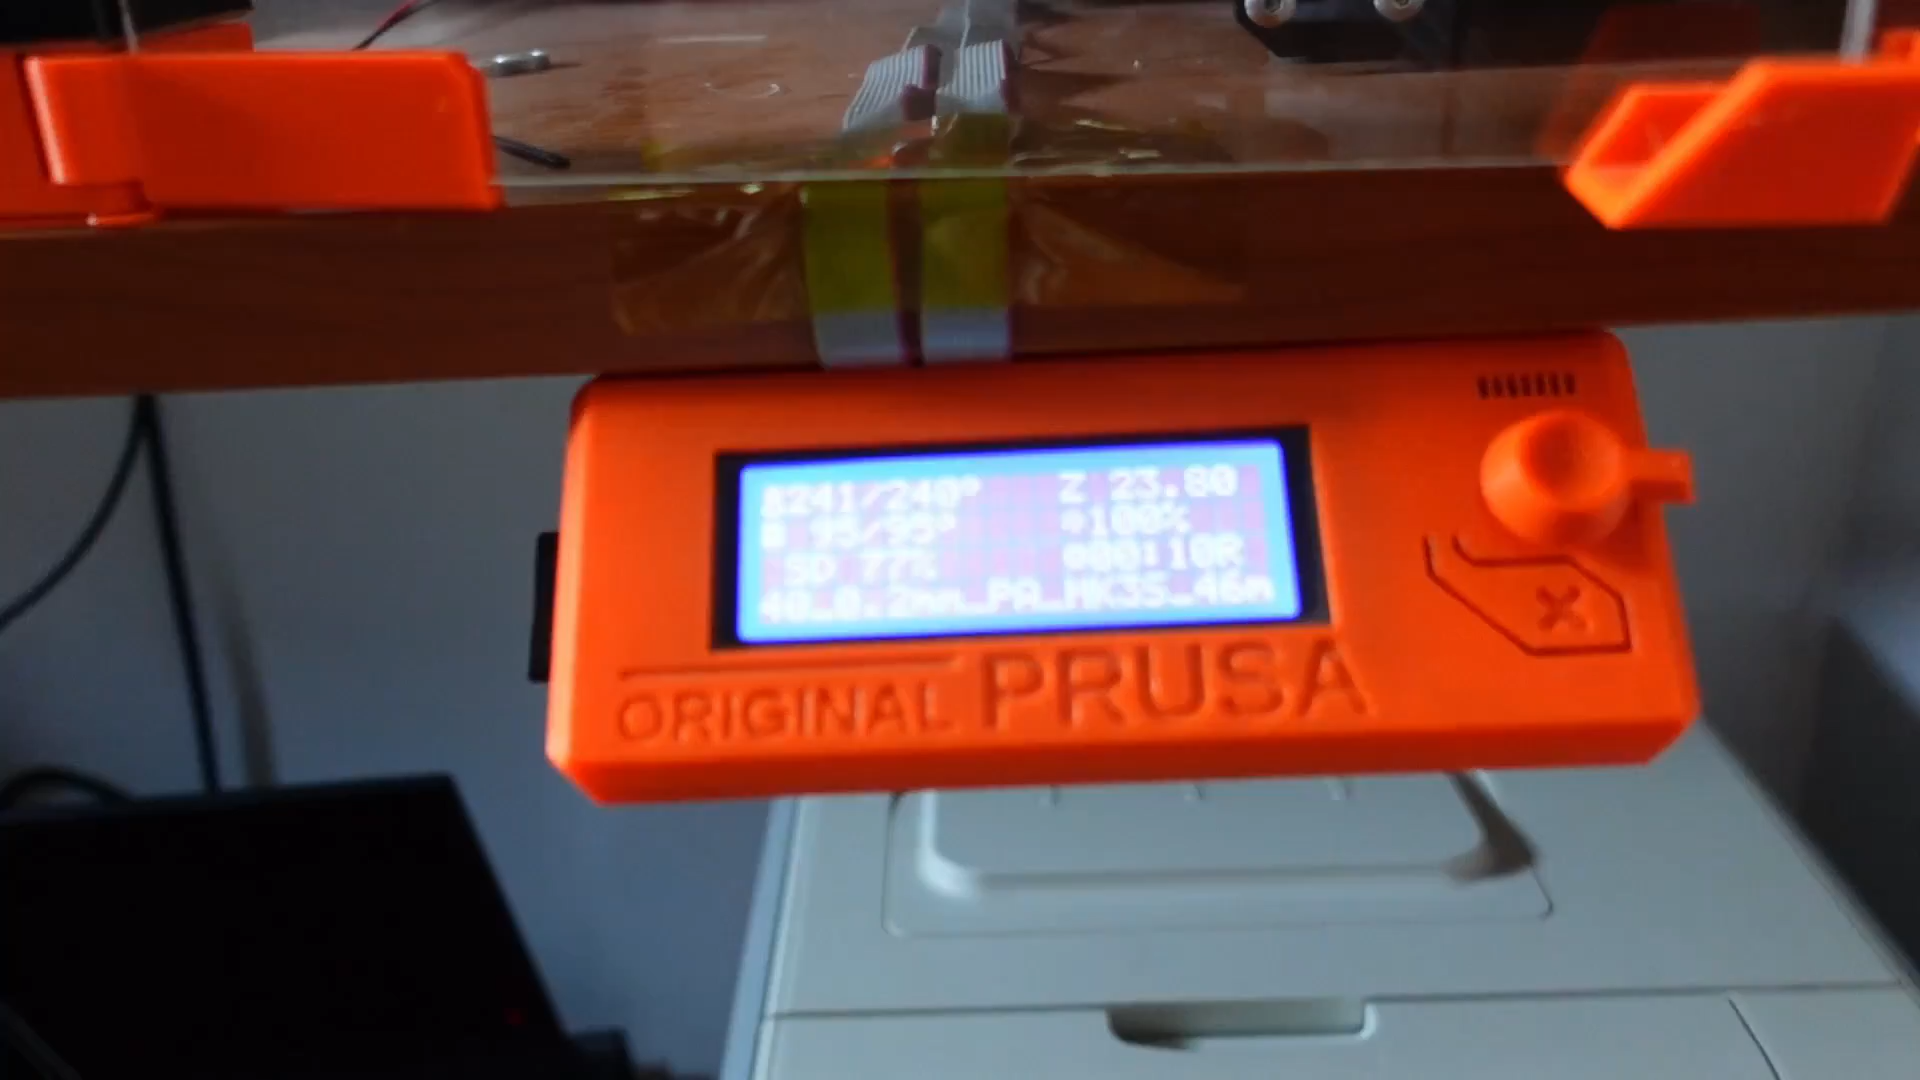 241/240° Z 23.80
95/95° 100%
SD 77% 00:10R
40_0.2mm_PA_MK3S_46m
ORIGINAL PRUSA